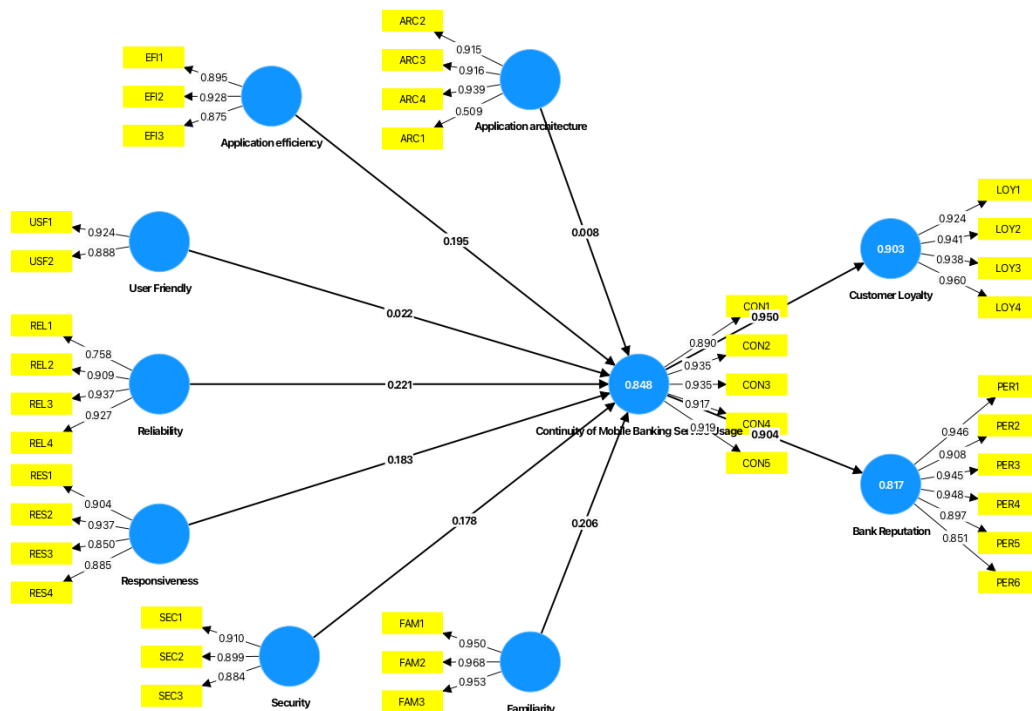 ARC2
0.915
ARC3
0.916
ARC4
0.939
ARC1
0.509
Application architecture
EFI1
0.895
EFI2
0.928
EFI3
0.875
Application efficiency
0.195
0.008
USF1
0.924
USF2
0.888
User Friendly
0.022
REL1
0.758
REL2
0.909
REL3
0.937
REL4
0.927
Reliability
0.221
RES1
0.904
RES2
0.937
RES3
0.850
RES4
0.885
Responsiveness
0.183
SEC1
0.910
SEC2
0.899
SEC3
0.884
Security
0.178
FAM1
0.950
FAM2
0.968
FAM3
0.953
Familiarity
0.206
0.848
Continuity of Mobile Banking Service Usage
CON1
0.890
CON2
0.935
CON3
0.935
CON4
0.917
CON5
0.919
0.950
0.904
0.903
Customer Loyalty
LOY1
0.924
LOY2
0.941
LOY3
0.938
LOY4
0.960
0.817
Bank Reputation
PER1
0.946
PER2
0.908
PER3
0.945
PER4
0.948
PER5
0.897
PER6
0.851